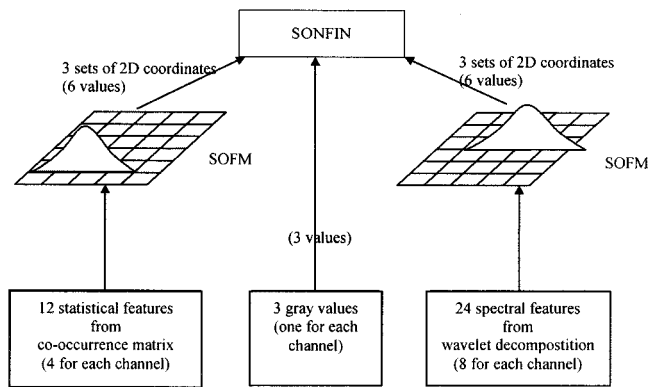 SONFIN
3 sets of 2D coordinates
(6 values)
3 sets of 2D coordinates
(6 values)
SOFM
SOFM
(3 values)
12 statistical features
from
co-occurrence matrix
(4 for each channel)
3 gray values
(one for each
channel)
24 spectral features
from
wavelet decompostition
(8 for each channel)